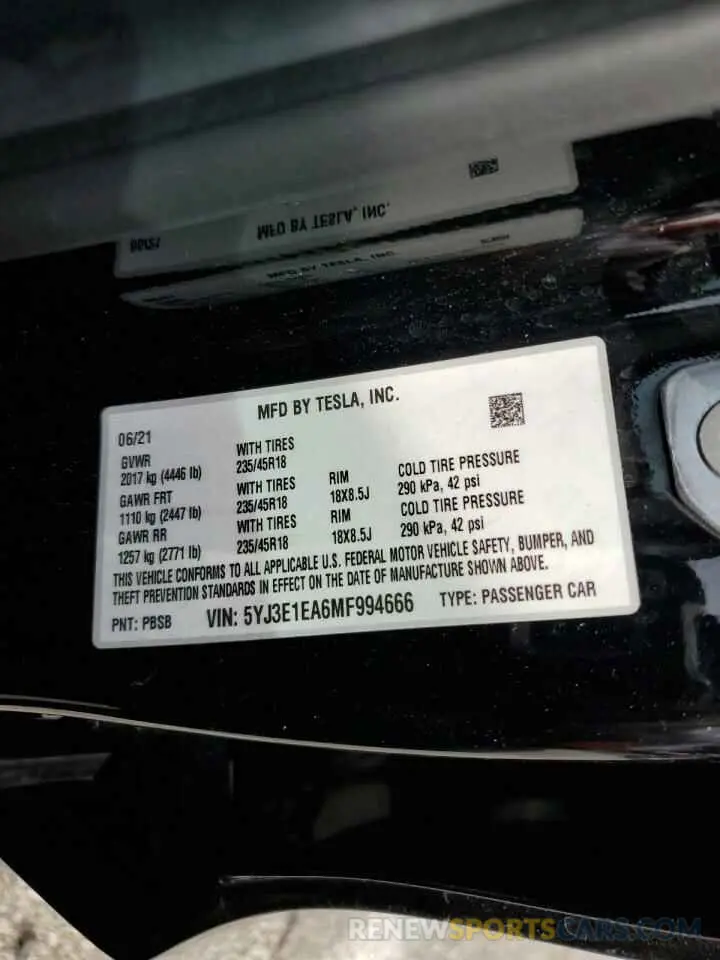 MFD BY TESLA, INC.
MFD BY TESLA, INC.
MFD BY TESLA, INC.
06/21
GVWR
2017 kg (4446 lb)
WITH TIRES
235/45R18
GAWR FRT
1110 kg (2447 lb)
WITH TIRES
235/45R18
RIM
18X8.5J
COLD TIRE PRESSURE
290 kPa, 42 psi
GAWR RR
1257 kg (2771 lb)
WITH TIRES
235/45R18
RIM
18X8.5J
COLD TIRE PRESSURE
290 kPa, 42 psi
THIS VEHICLE CONFORMS TO ALL APPLICABLE U.S. FEDERAL MOTOR VEHICLE SAFETY, BUMPER, AND
THEFT PREVENTION STANDARDS IN EFFECT ON THE DATE OF MANUFACTURE SHOWN ABOVE.
PNT: PBSB VIN: 5YJ3E1EA6MF994666 TYPE: PASSENGER CAR
RENEWSPORTSCARS.COM